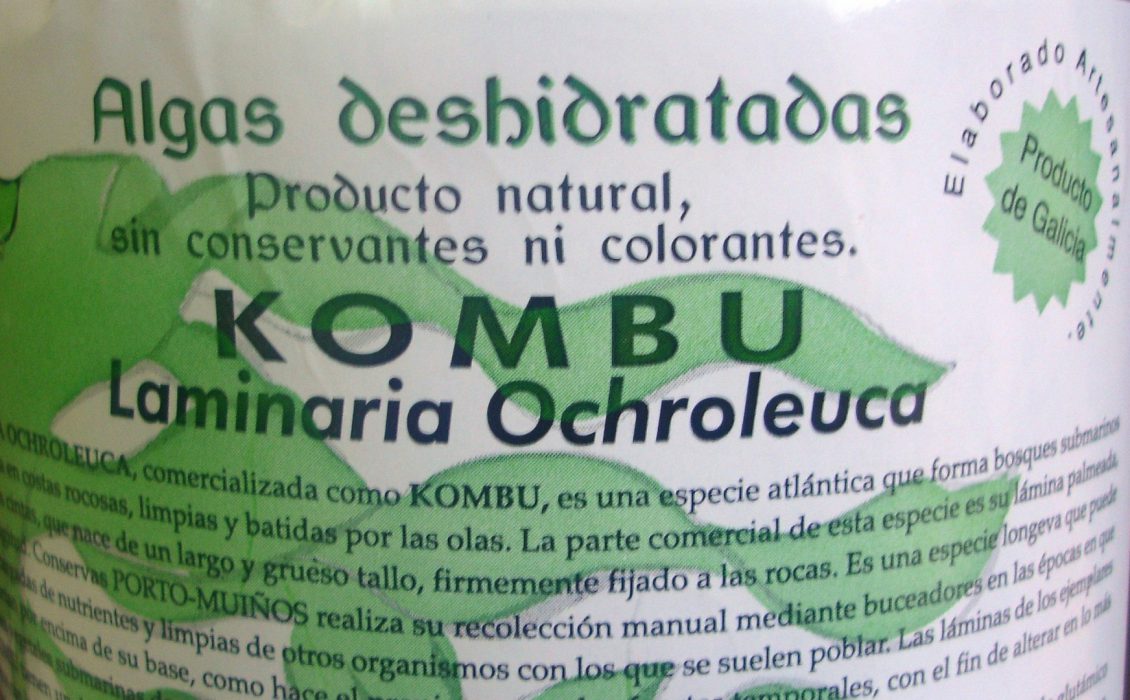 Algas deshidratadas
Producto natural,
sin conservantes ni colorantes.
Elaborado Artesanalmente.
Producto
de Galicia
KOMBU
Laminaria Ochroleuca
OCHROLEUCA, comercializada como KOMBU, es una especie atlántica que forma bosques submarinos
en costas rocosas, limpias y batidas por las olas. La parte comercial de esta especie es su lámina palmeada,
que nace de un largo y grueso tallo, firmemente fijado a las rocas. Es una especie longeva que puede
Conservas PORTO-MUIÑOS realiza su recolección manual mediante buceadores en las épocas en que
de nutrientes y limpias de otros organismos con los que se suelen poblar. Las láminas de los ejemplares
encima de su base, como hace el temporales, con el fin de alterar en lo más
submarinas